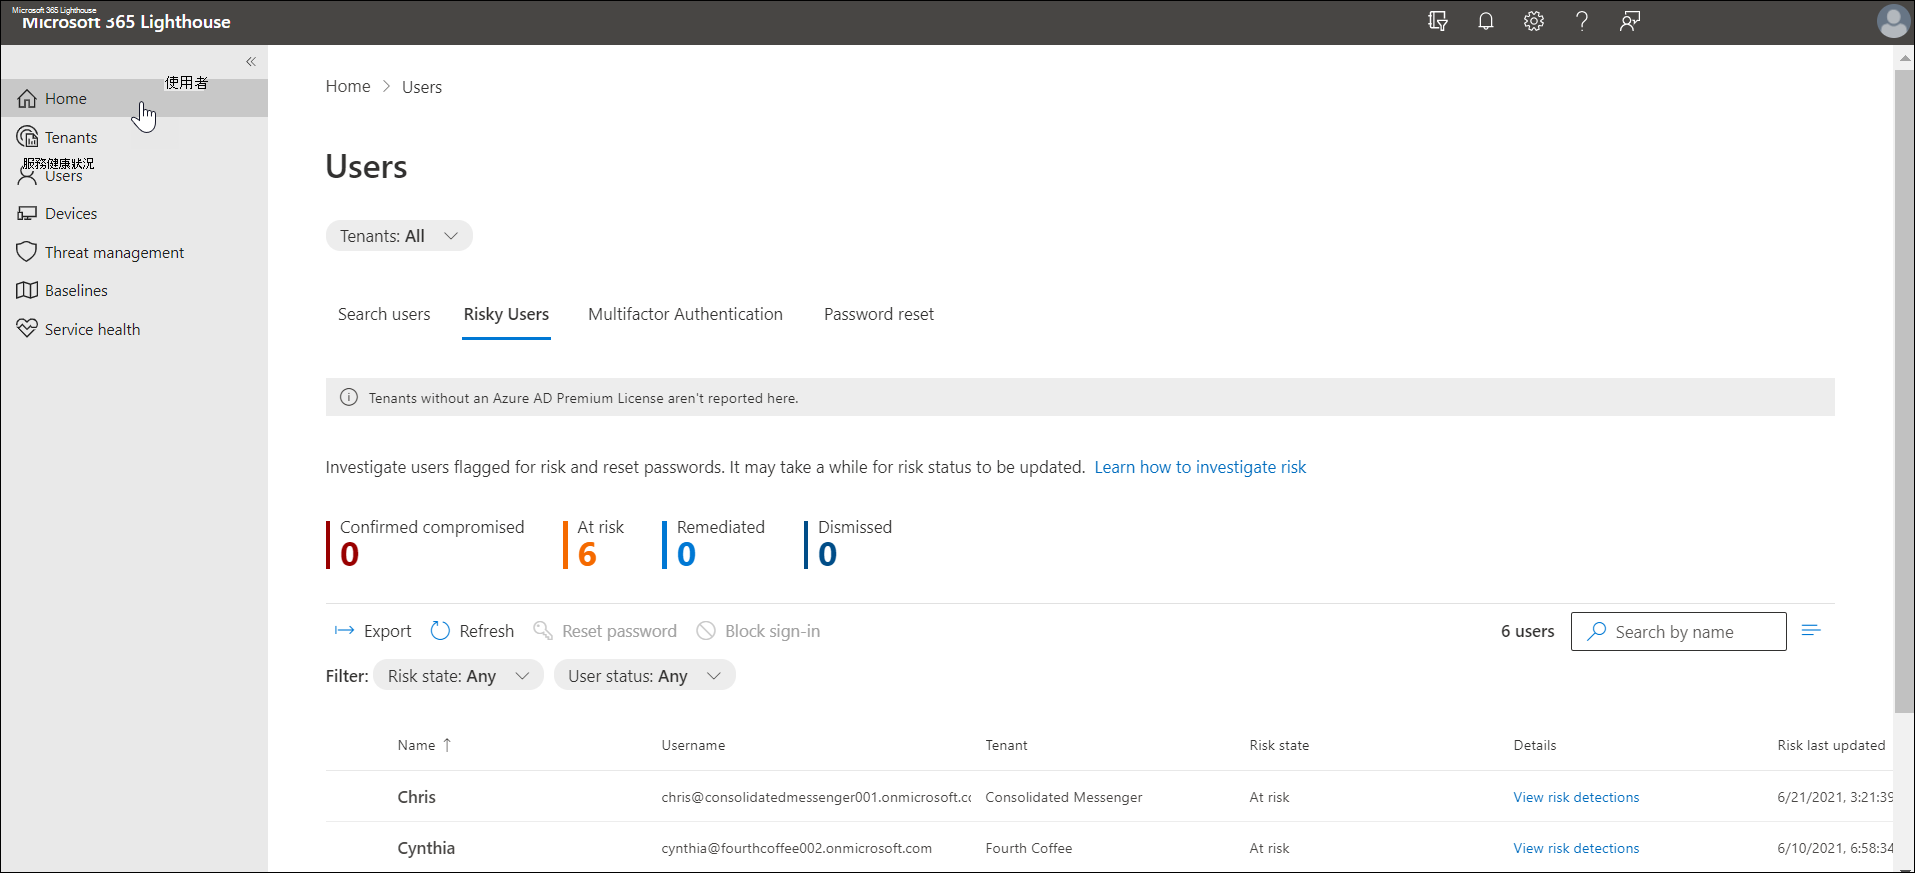 Microsoft 365 Lighthouse
Microsoft 365 Lighthouse
使用者
Home
Tenants
服務健康狀況
Users
Devices
Threat management
Baselines
Service health
Home > Users
Users
Tenants: All
Search users Risky Users Multifactor Authentication Password reset
Tenants without an Azure AD Premium License aren't reported here.
Investigate users flagged for risk and reset passwords. It may take a while for risk status to be updated. Learn how to investigate risk
Confirmed compromised At risk Remediated Dismissed
0 6 0 0
Export Refresh Reset password Block sign-in 6 users Search by name
Filter: Risk state: Any User status: Any
Name ↑ Username Tenant Risk state Details Risk last updated
Chris chris@consolidatedmessenger001.onmicrosoft.cc Consolidated Messenger At risk View risk detections 6/21/2021, 3:21:39
Cynthia cynthia@fourthcoffee002.onmicrosoft.com Fourth Coffee At risk View risk detections 6/10/2021, 6:58:34